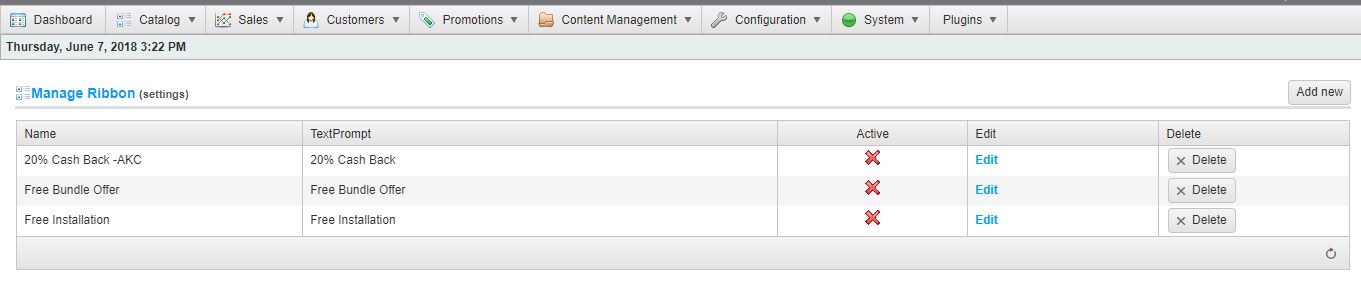 Dashboard Catalog Sales Customers Promotions Content Management Configuration System Plugins
Thursday, June 7, 2018 3:22 PM
Manage Ribbon (settings) Add new
Name TextPrompt Active Edit Delete
20% Cash Back -AKC 20% Cash Back Edit Delete
Free Bundle Offer Free Bundle Offer Edit Delete
Free Installation Free Installation Edit Delete